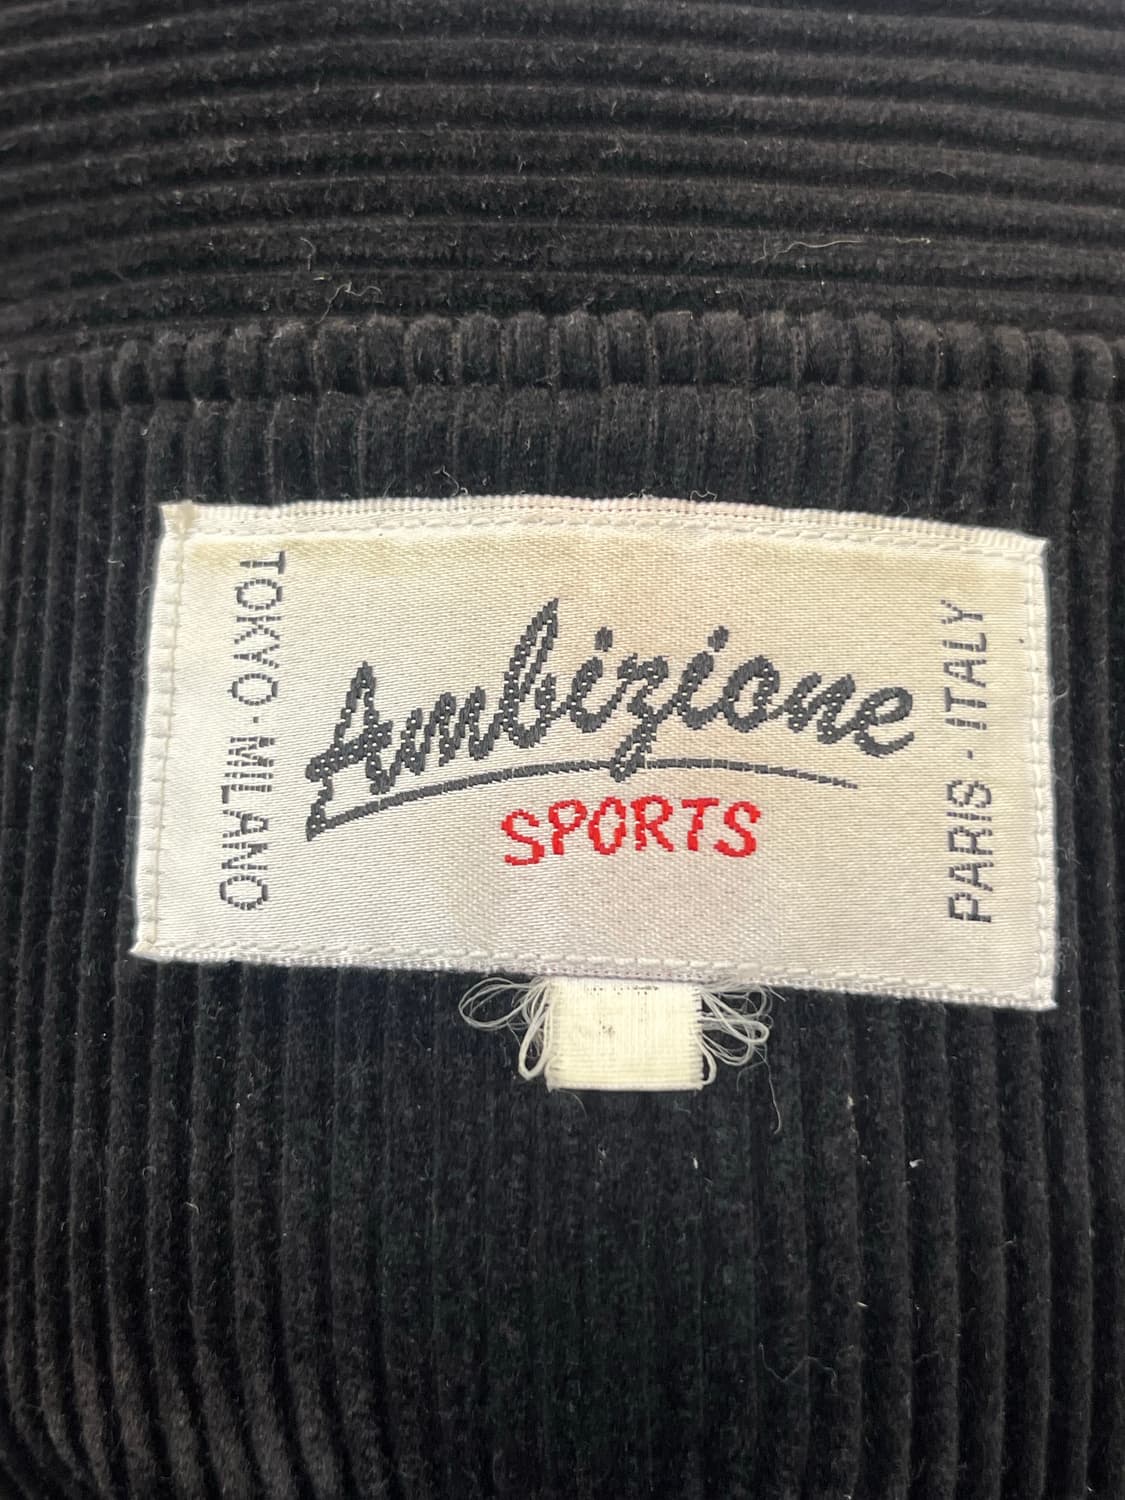 TOKYO · MILANO
Ambizione
SPORTS
PARIS - ITALY